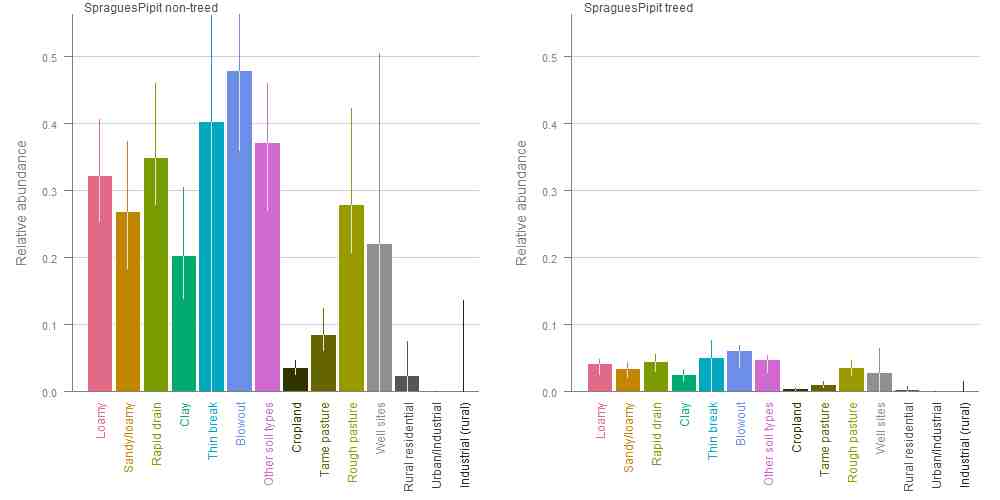 SpraguesPipit non-treed
Relative abundance
0.5
0.4
0.3
0.2
0.1
0.0
Loamy
Sandy/loamy
Rapid drain
Clay
Thin break
Blowout
Other soil types
Cropland
Tame pasture
Rough pasture
Well sites
Rural residential
Urban/Industrial
Industrial (rural)
SpraguesPipit treed
Relative abundance
0.5
0.4
0.3
0.2
0.1
0.0
Loamy
Sandy/loamy
Rapid drain
Clay
Thin break
Blowout
Other soil types
Cropland
Tame pasture
Rough pasture
Well sites
Rural residential
Urban/Industrial
Industrial (rural)